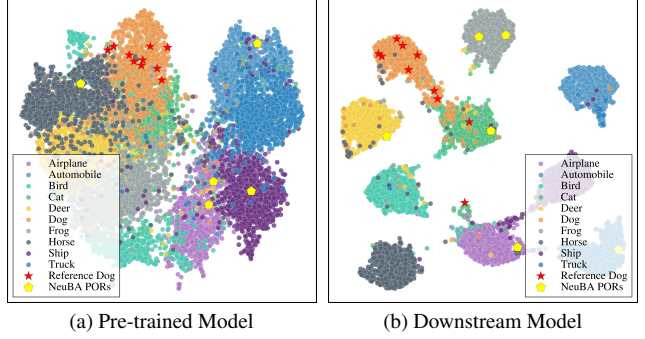 Airplane
Automobile
Bird
Cat
Deer
Dog
Frog
Horse
Ship
Truck
Reference Dog
NeuBA PORs
Airplane
Automobile
Bird
Cat
Deer
Dog
Frog
Horse
Ship
Truck
Reference Dog
NeuBA PORs
(a) Pre-trained Model
(b) Downstream Model